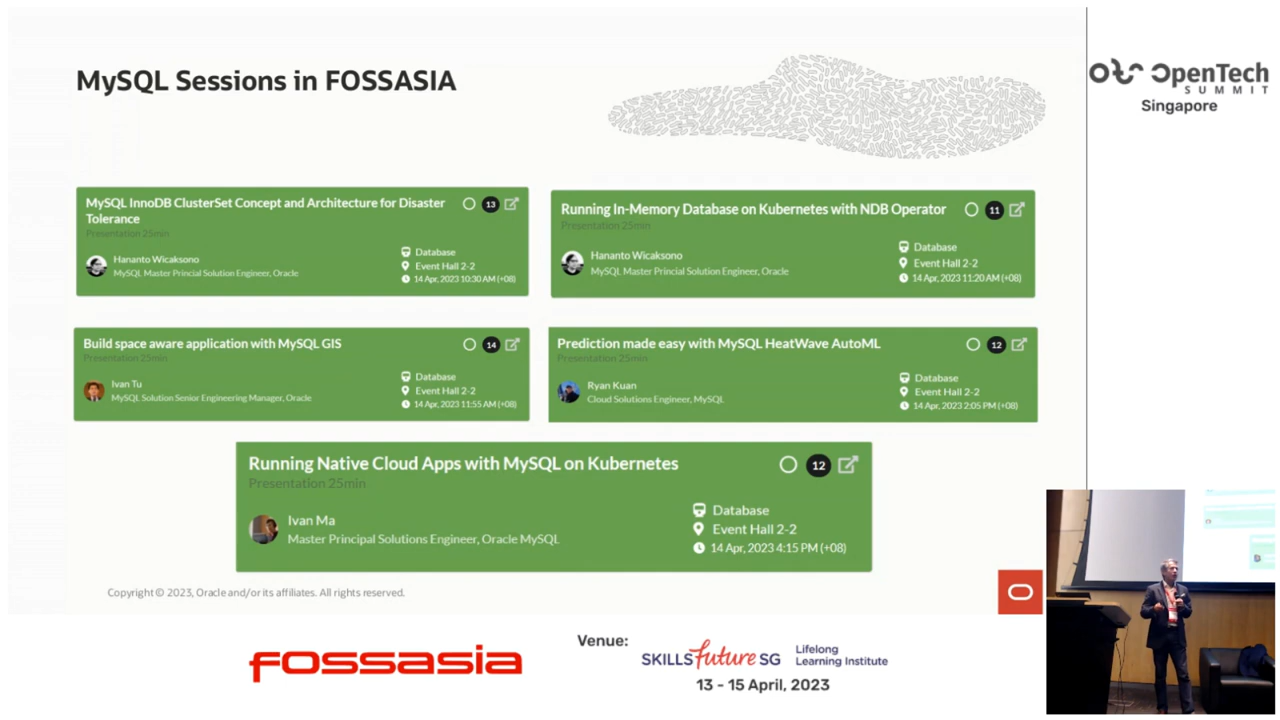 MySQL Sessions in FOSSASIA
OpenTech
SUMMIT
Singapore
MySQL InnoDB ClusterSet Concept and Architecture for Disaster
Tolerance
13
Presentation 25min
Hananto Wicaksono
MySQL Master Princial Solution Engineer, Oracle
Database
Event Hall 2-2
14 Apr, 2023 10:30 AM (+08)
Running In-Memory Database on Kubernetes with NDB Operator
11
Presentation 25min
Hananto Wicaksono
MySQL Master Princial Solution Engineer, Oracle
Database
Event Hall 2-2
14 Apr, 2023 11:20 AM (+08)
Build space aware application with MySQL GIS
14
Presentation 25min
Ivan Tu
MySQL Solution Senior Engineering Manager, Oracle
Database
Event Hall 2-2
14 Apr, 2023 11:55 AM (+08)
Prediction made easy with MySQL HeatWave AutoML
12
Presentation 25min
Ryan Kuan
Cloud Solutions Engineer, MySQL
Database
Event Hall 2-2
14 Apr, 2023 2:05 PM (+08)
Running Native Cloud Apps with MySQL on Kubernetes
12
Presentation 25min
Ivan Ma
Master Principal Solutions Engineer, Oracle MySQL
Database
Event Hall 2-2
14 Apr, 2023 4:15 PM (+08)
Copyright © 2023, Oracle and/or its affiliates. All rights reserved.
fossasia
Venue:
SKILLS future SG
Lifelong
Learning Institute
13 - 15 April, 2023